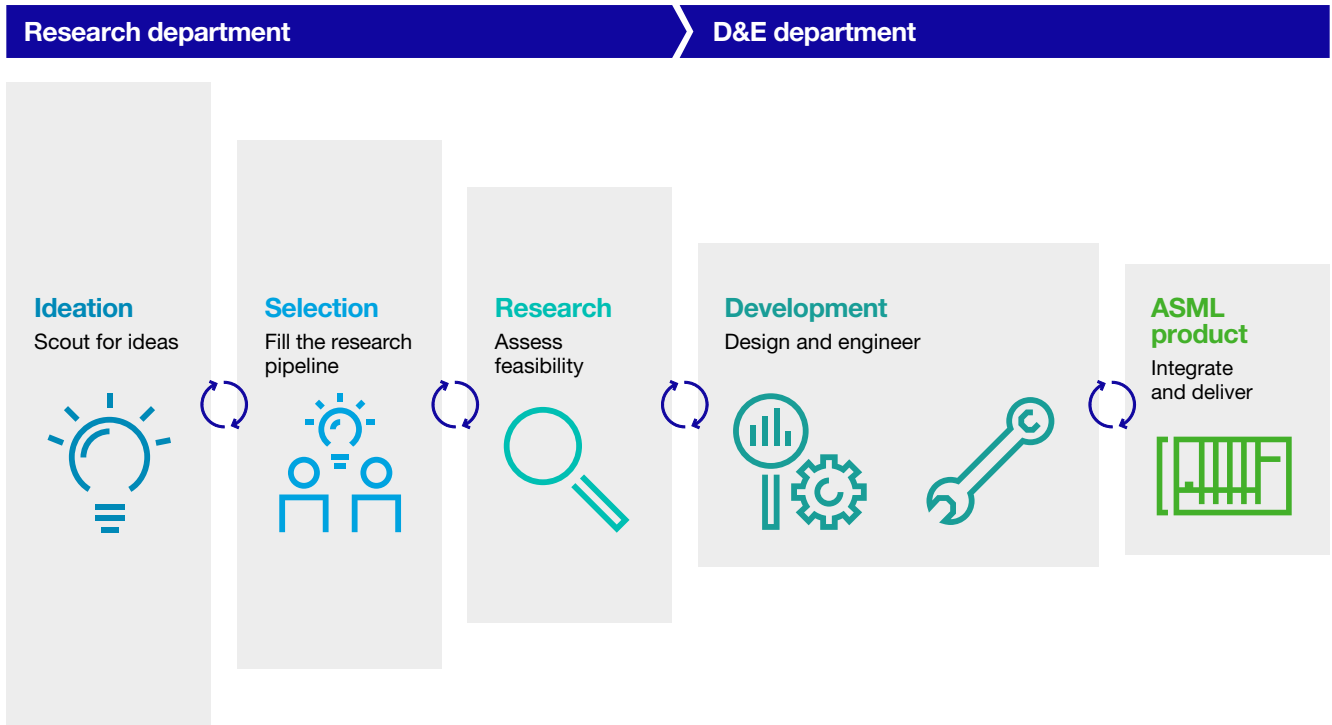 Research department
D&E department
Ideation
Scout for ideas
Selection
Fill the research
pipeline
Research
Assess
feasibility
Development
Design and engineer
ASML
product
Integrate
and deliver